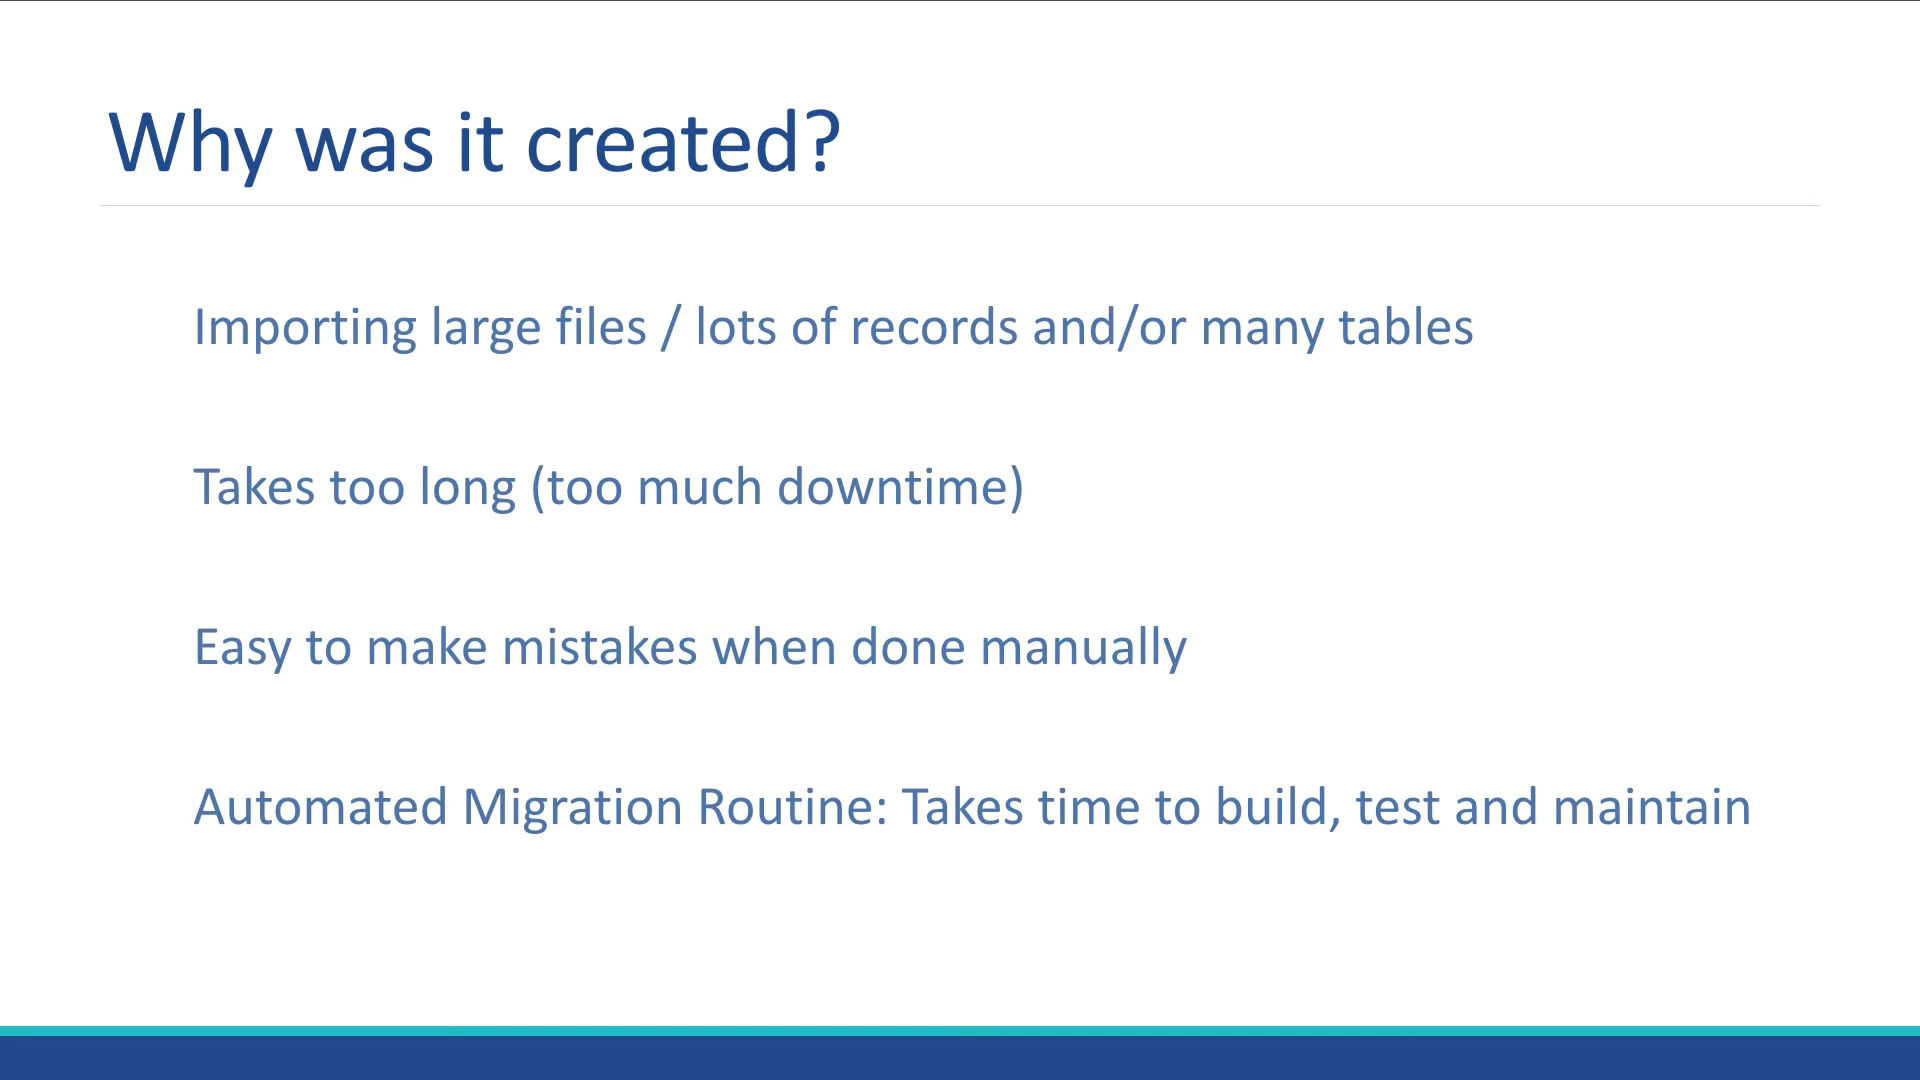 Why was it created?
Importing large files / lots of records and/or many tables
Takes too long (too much downtime)
Easy to make mistakes when done manually
Automated Migration Routine: Takes time to build, test and maintain